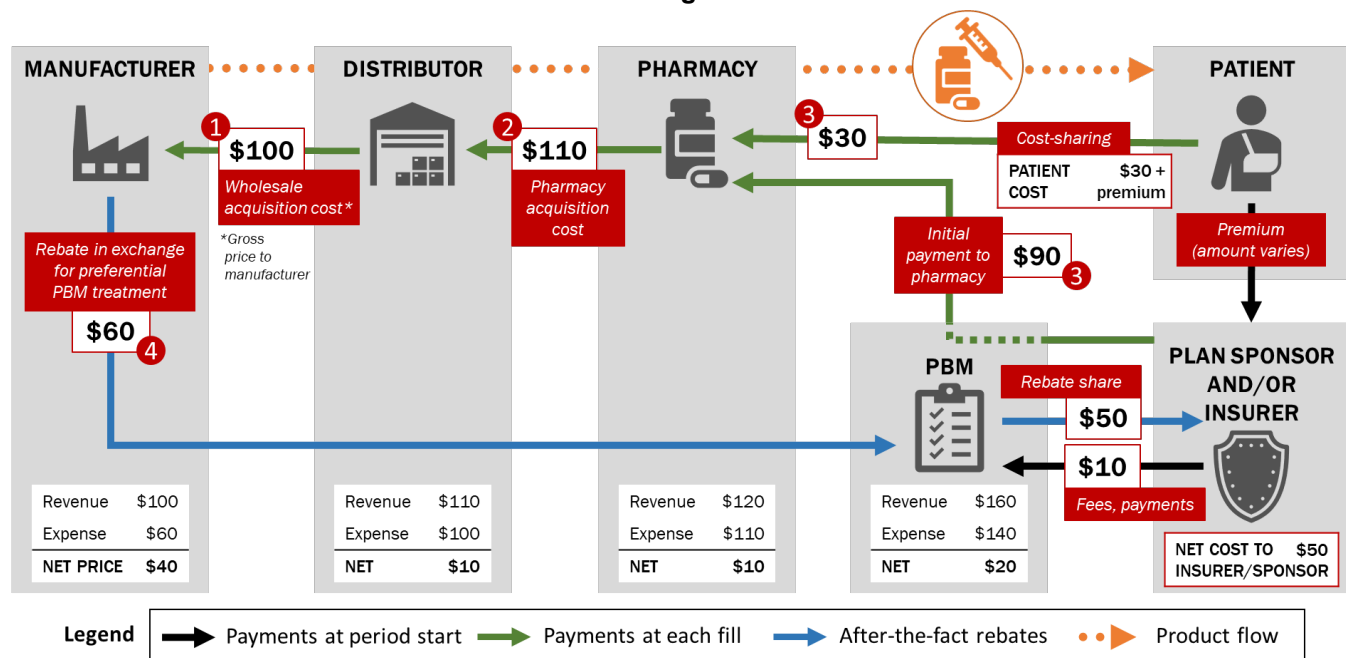 MANUFACTURER
DISTRIBUTOR
PHARMACY
PATIENT
1
$100
Wholesale
acquisition cost*
*Gross
price to
manufacturer
2
$110
Pharmacy
acquisition
cost
3
$30
Cost-sharing
PATIENT $30 +
COST premium
Premium
(amount varies)
Initial
payment to
pharmacy
$90
3
Rebate in exchange
for preferential
PBM treatment
$60
4
PBM
PLAN SPONSOR
AND/OR
INSURER
Rebate share
$50
$10
Fees, payments
Revenue $100
Expense $60
NET PRICE $40
Revenue $110
Expense $100
NET $10
Revenue $120
Expense $110
NET $10
Revenue $160
Expense $140
NET $20
NET COST TO $50
INSURER/SPONSOR
Legend
Payments at period start
Payments at each fill
After-the-fact rebates
Product flow